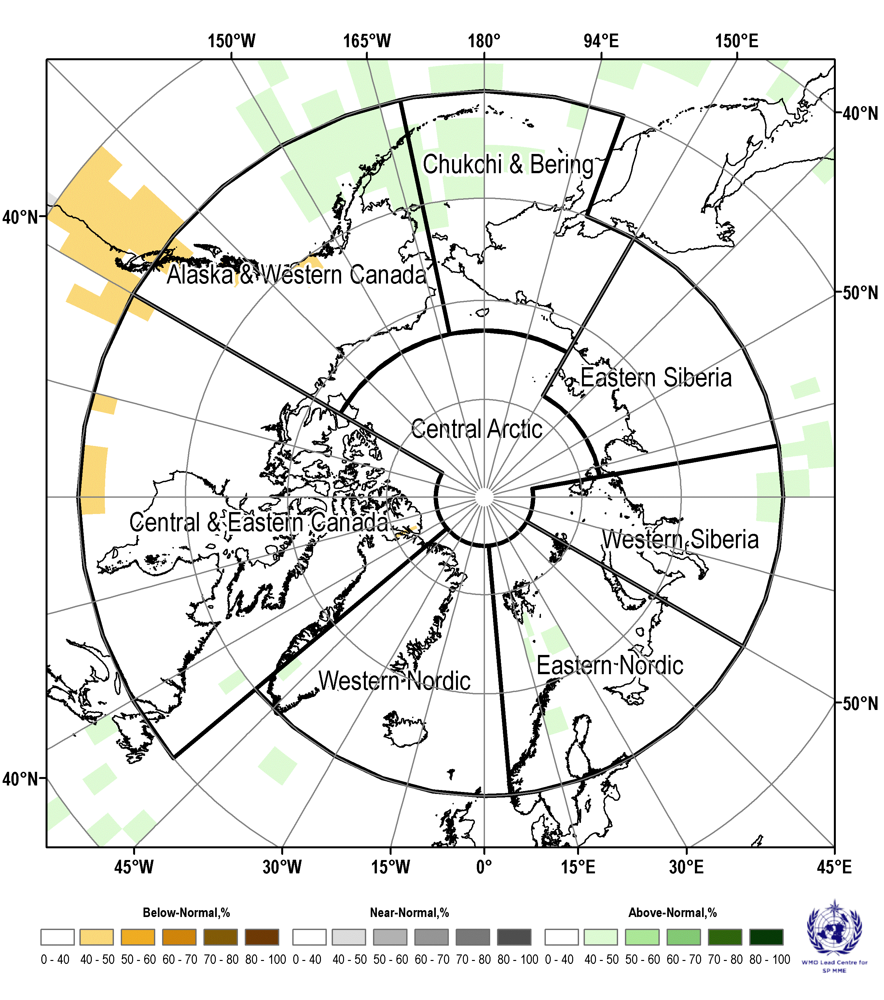 150°W 165°W 180° 94°E 150°E
40°N
Chukchi & Bering
40°N
Alaska & Western Canada
50°N
Eastern Siberia
Central Arctic
Central & Eastern Canada
Western Siberia
Eastern Nordic
Western Nordic
50°N
40°N
45°W 30°W 15°W 0° 15°E 30°E 45°E
Below-Normal,% Near-Normal,% Above-Normal,%
0 - 40 40 - 50 50 - 60 60 - 70 70 - 80 80 - 100 0 - 40 40 - 50 50 - 60 60 - 70 70 - 80 80 - 100 0 - 40 40 - 50 50 - 60 60 - 70 70 - 80 80 - 100
WMO Lead Centre for
SP MME